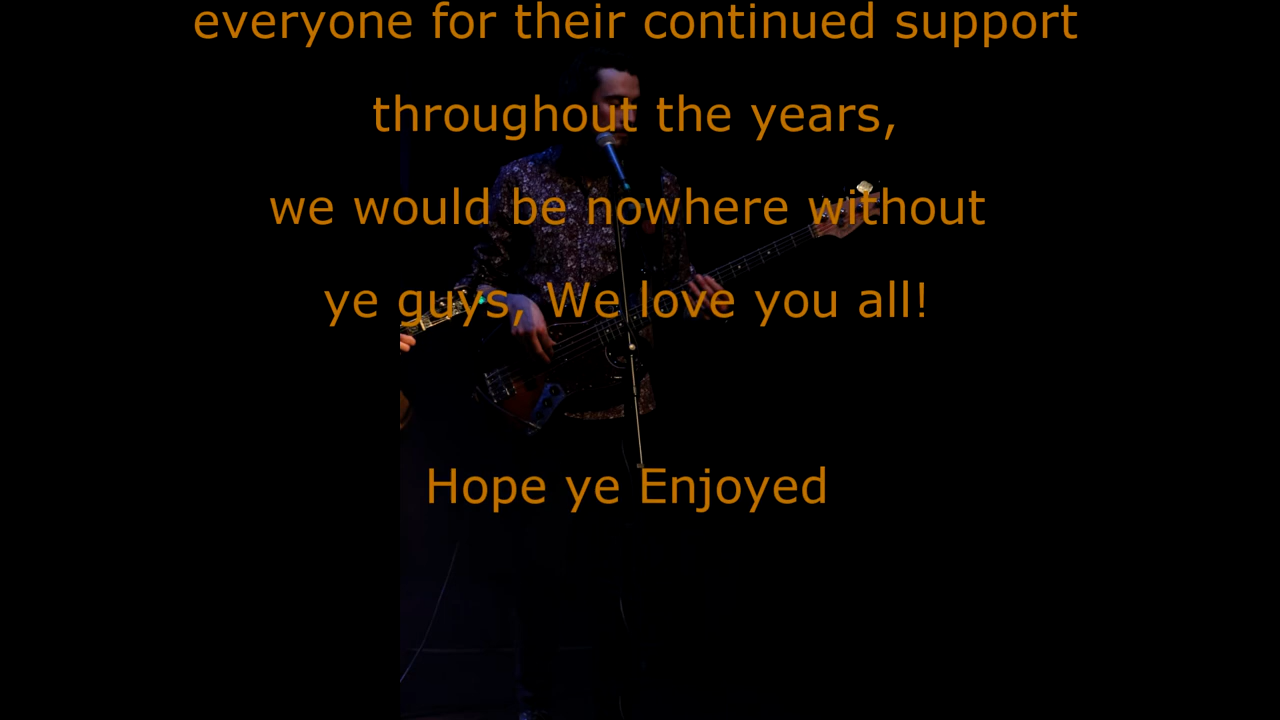 everyone for their continued support
throughout the years,
we would be nowhere without
ye guys, We love you all!
Hope ye Enjoyed